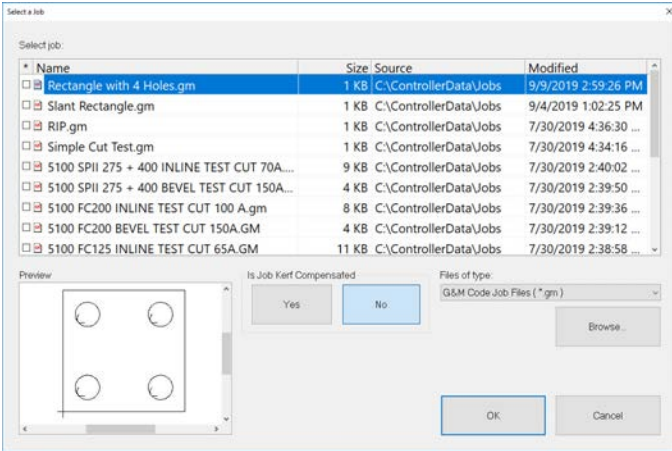 Select a Job
Select job:
* Name Size Source Modified
Rectangle with 4 Holes.gm 1 KB C:\ControllerData\Jobs 9/9/2019 2:59:26 PM
Slant Rectangle.gm 1 KB C:\ControllerData\Jobs 9/4/2019 1:02:25 PM
RIP.gm 1 KB C:\ControllerData\Jobs 7/30/2019 4:36:30 ...
Simple Cut Test.gm 1 KB C:\ControllerData\Jobs 7/30/2019 4:34:16 ...
5100 SPII 275 + 400 INLINE TEST CUT 70A.... 9 KB C:\ControllerData\Jobs 7/30/2019 2:40:02 ...
5100 SPII 275 + 400 BEVEL TEST CUT 150A.... 4 KB C:\ControllerData\Jobs 7/30/2019 2:39:50 ...
5100 FC200 INLINE TEST CUT 100 A.gm 8 KB C:\ControllerData\Jobs 7/30/2019 2:39:36 ...
5100 FC200 BEVEL TEST CUT 150A.GM 4 KB C:\ControllerData\Jobs 7/30/2019 2:39:12 ...
5100 FC125 INLINE TEST CUT 65A.GM 11 KB C:\ControllerData\Jobs 7/30/2019 2:38:58 ...
Preview Is Job Kerf Compensated Files of type:
Yes No G&M Code Job Files ( *.gm )
Browse...
OK Cancel